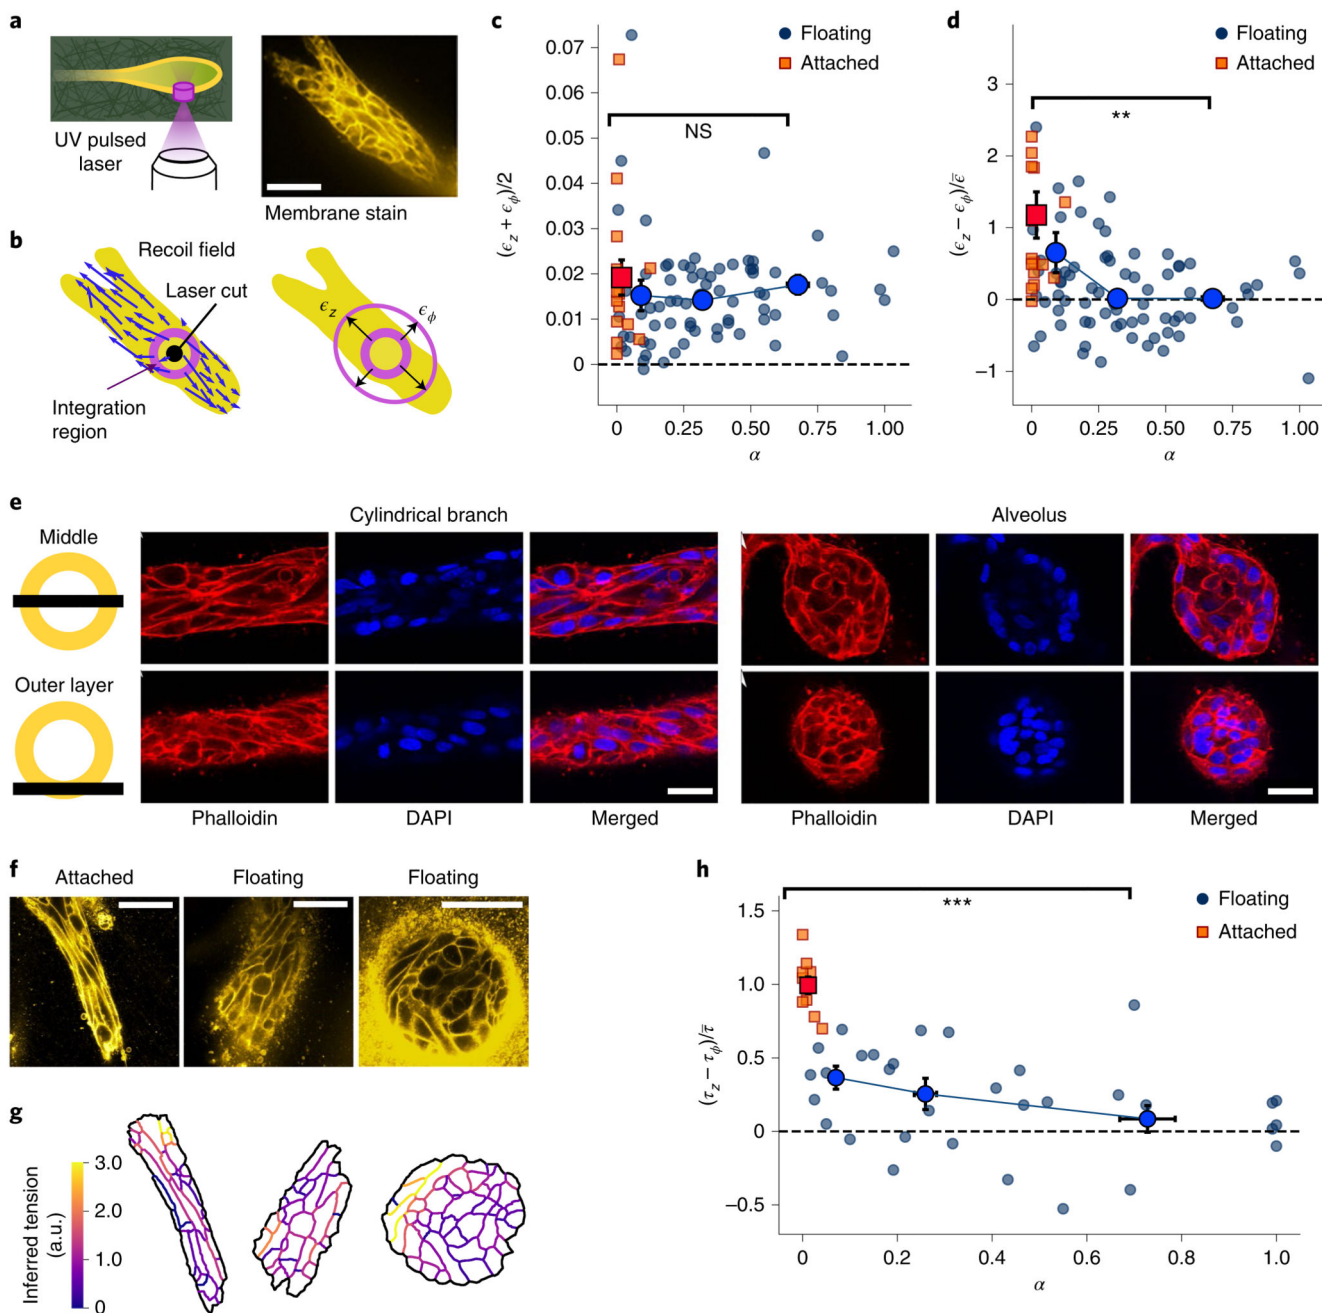 a
UV pulsed
laser
Membrane stain
b
Recoil field
Laser cut
Integration
region
ϵz
ϵϕ
c
Floating
Attached
NS
(ϵz + ϵϕ)/2
0.07
0.06
0.05
0.04
0.03
0.02
0.01
0
0 0.25 0.50 0.75 1.00
α
d
Floating
Attached
**
(ϵz − ϵϕ)/ϵ̅
3
2
1
0
−1
0 0.25 0.50 0.75 1.00
α
e
Cylindrical branch
Alveolus
Middle
Outer layer
Phalloidin DAPI Merged
Phalloidin DAPI Merged
f
Attached Floating Floating
g
Inferred tension
(a.u.)
3.0
2.0
1.0
0
h
Floating
Attached
***
(τz − τϕ)/τ̅
1.5
1.0
0.5
0
−0.5
0 0.2 0.4 0.6 0.8 1.0
α